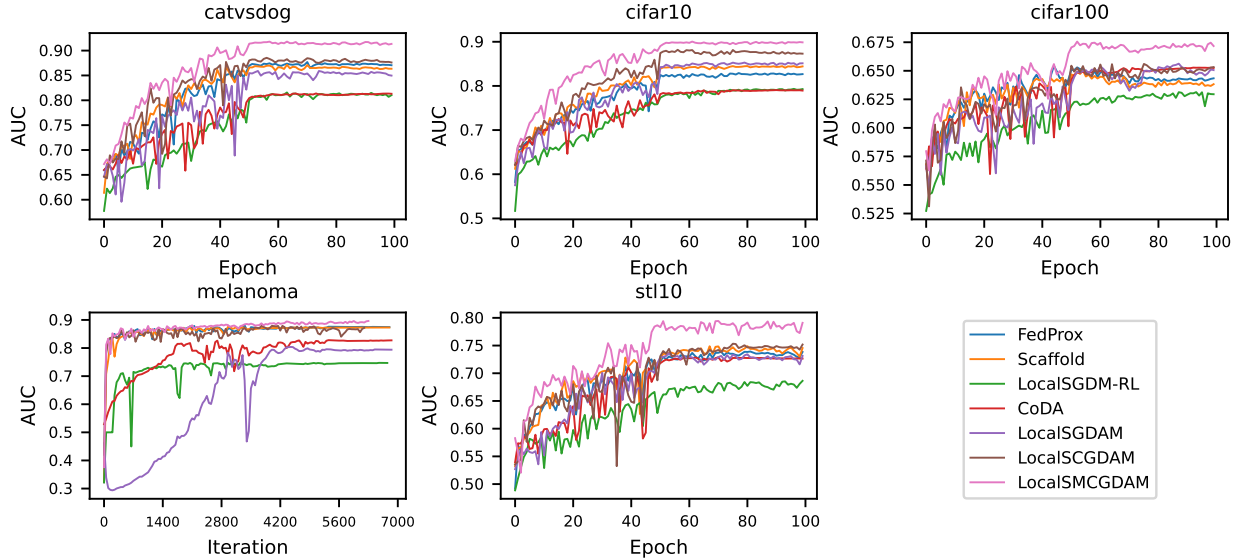 catvsdog
AUC
0.90
0.85
0.80
0.75
0.70
0.65
0.60
0 20 40 60 80 100
Epoch
cifar10
AUC
0.9
0.8
0.7
0.6
0.5
0 20 40 60 80 100
Epoch
cifar100
AUC
0.675
0.650
0.625
0.600
0.575
0.550
0.525
0 20 40 60 80 100
Epoch
melanoma
AUC
0.9
0.8
0.7
0.6
0.5
0.4
0.3
0 1400 2800 4200 5600 7000
Iteration
stl10
AUC
0.80
0.75
0.70
0.65
0.60
0.55
0.50
0 20 40 60 80 100
Epoch
FedProx
Scaffold
LocalSGDM-RL
CoDA
LocalSGDAM
LocalSCGDAM
LocalSMCGDAM